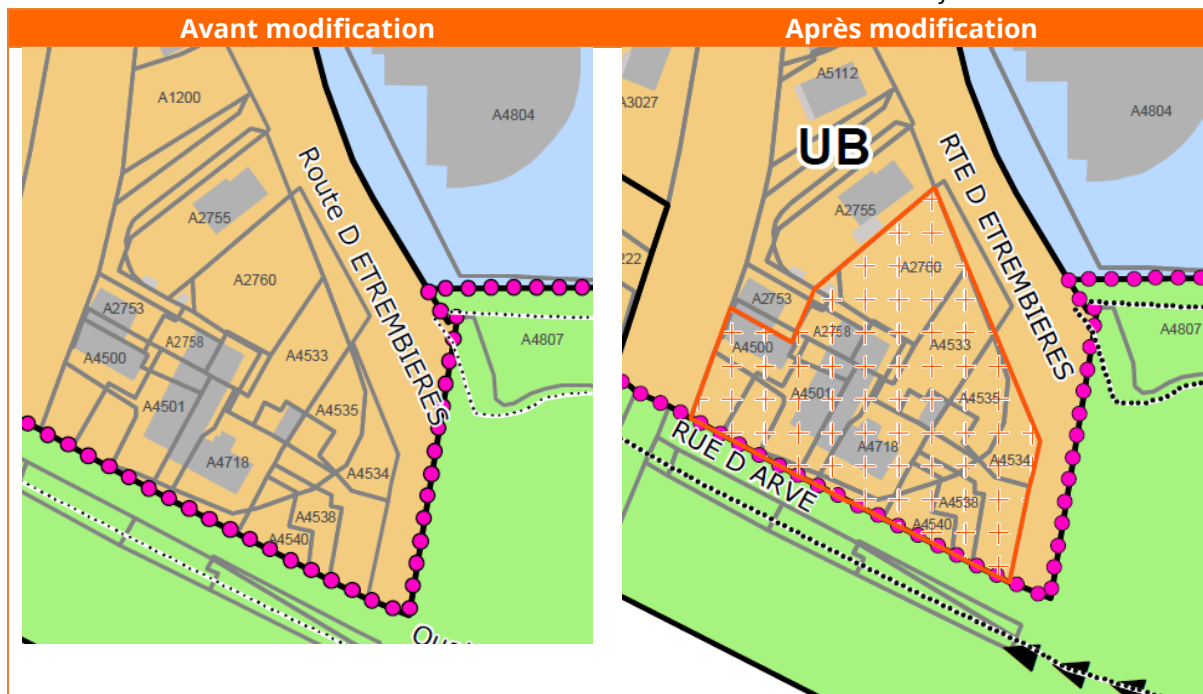 Avant modification
A1200
A4804
Route D ETREMBIERES
A2755
A2760
A2753
A2758
A4500
A4533
A4807
A4501
A4535
A4718
A4534
A4538
A4540
Après modification
A5112
A3027
A4804
UB
RTE D ETREMBIERES
A2755
222
A2760
A2753
A2758
A4500
A4533
A4807
A4501
A4535
RUE D ARVE
A4718
A4534
A4538
A4540